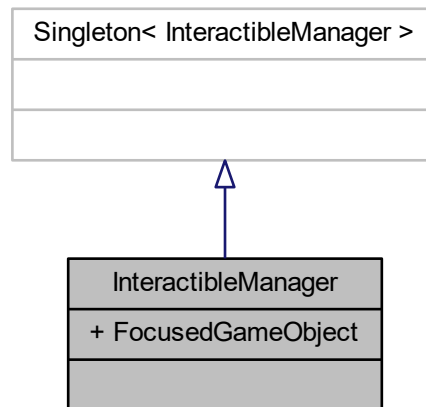 Singleton< InteractibleManager >
InteractibleManager
+ FocusedGameObject